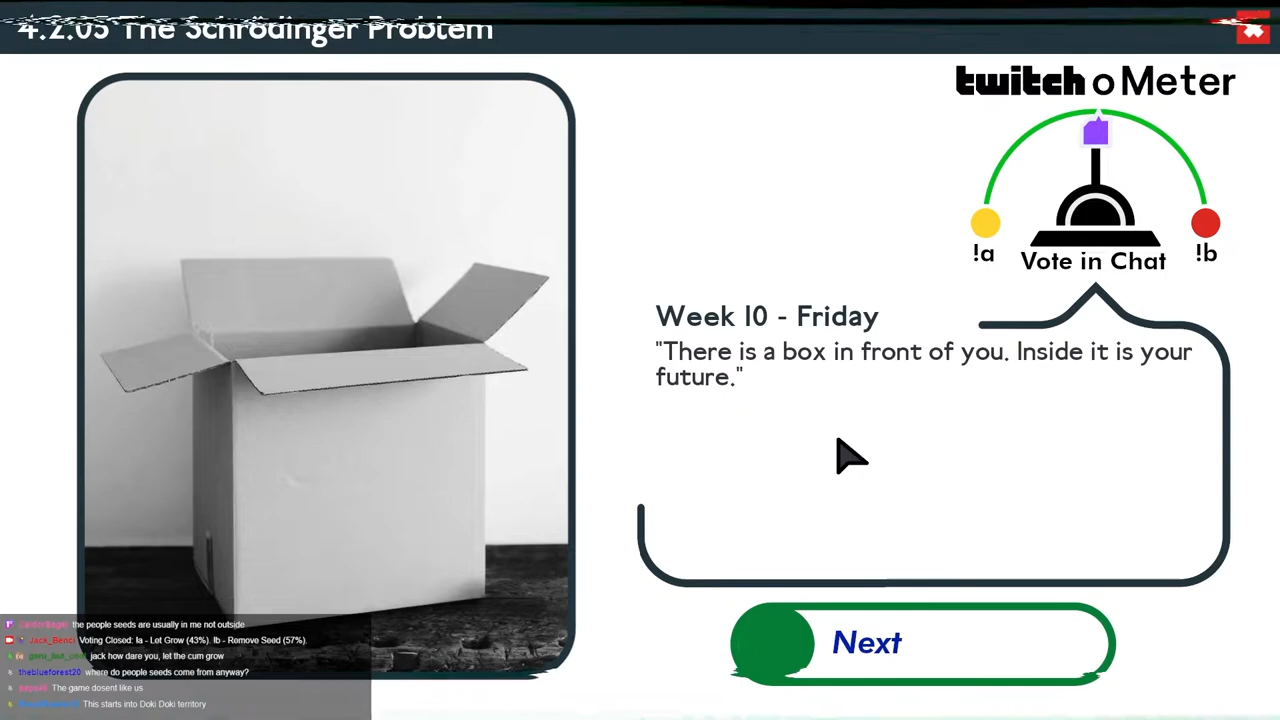 4.2.05 The Schrödinger Problem
twitch o Meter
!a
Vote in Chat
!b
Week 10 - Friday
"There is a box in front of you. Inside it is your
future."
Next
the people seeds are usually in me not outside
Jack_Benci Voting Closed: !a - Let Grow (43%). !b - Remove Seed (57%).
jack how dare you, let the cum grow
theblueforest20 where do people seeds come from anyway?
The game dosent like us
This starts into Doki Doki territory